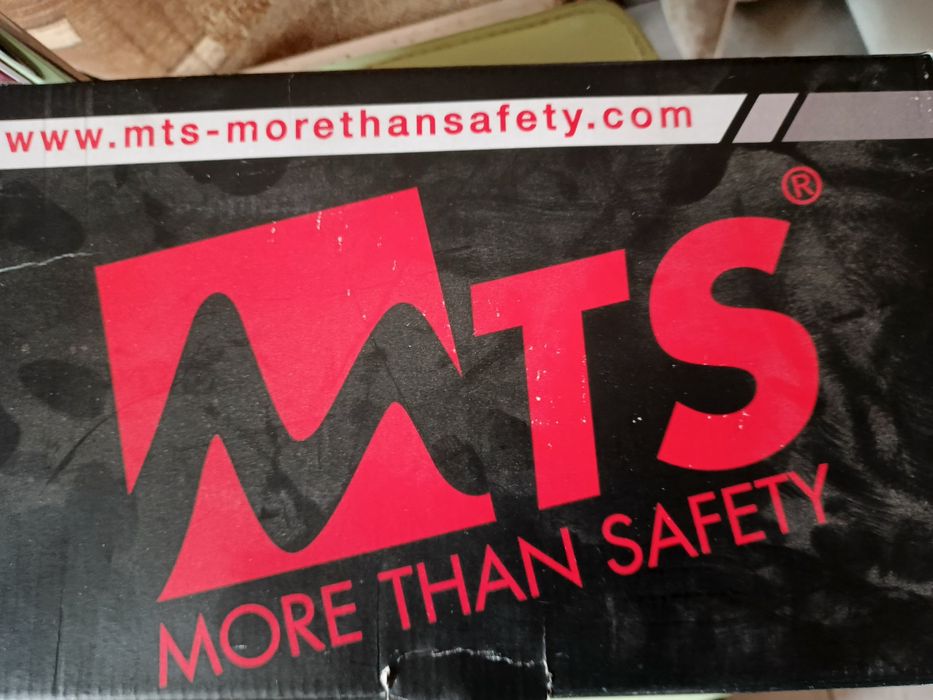 www.mts-morethansafety.com
MTS®
MORE THAN SAFETY